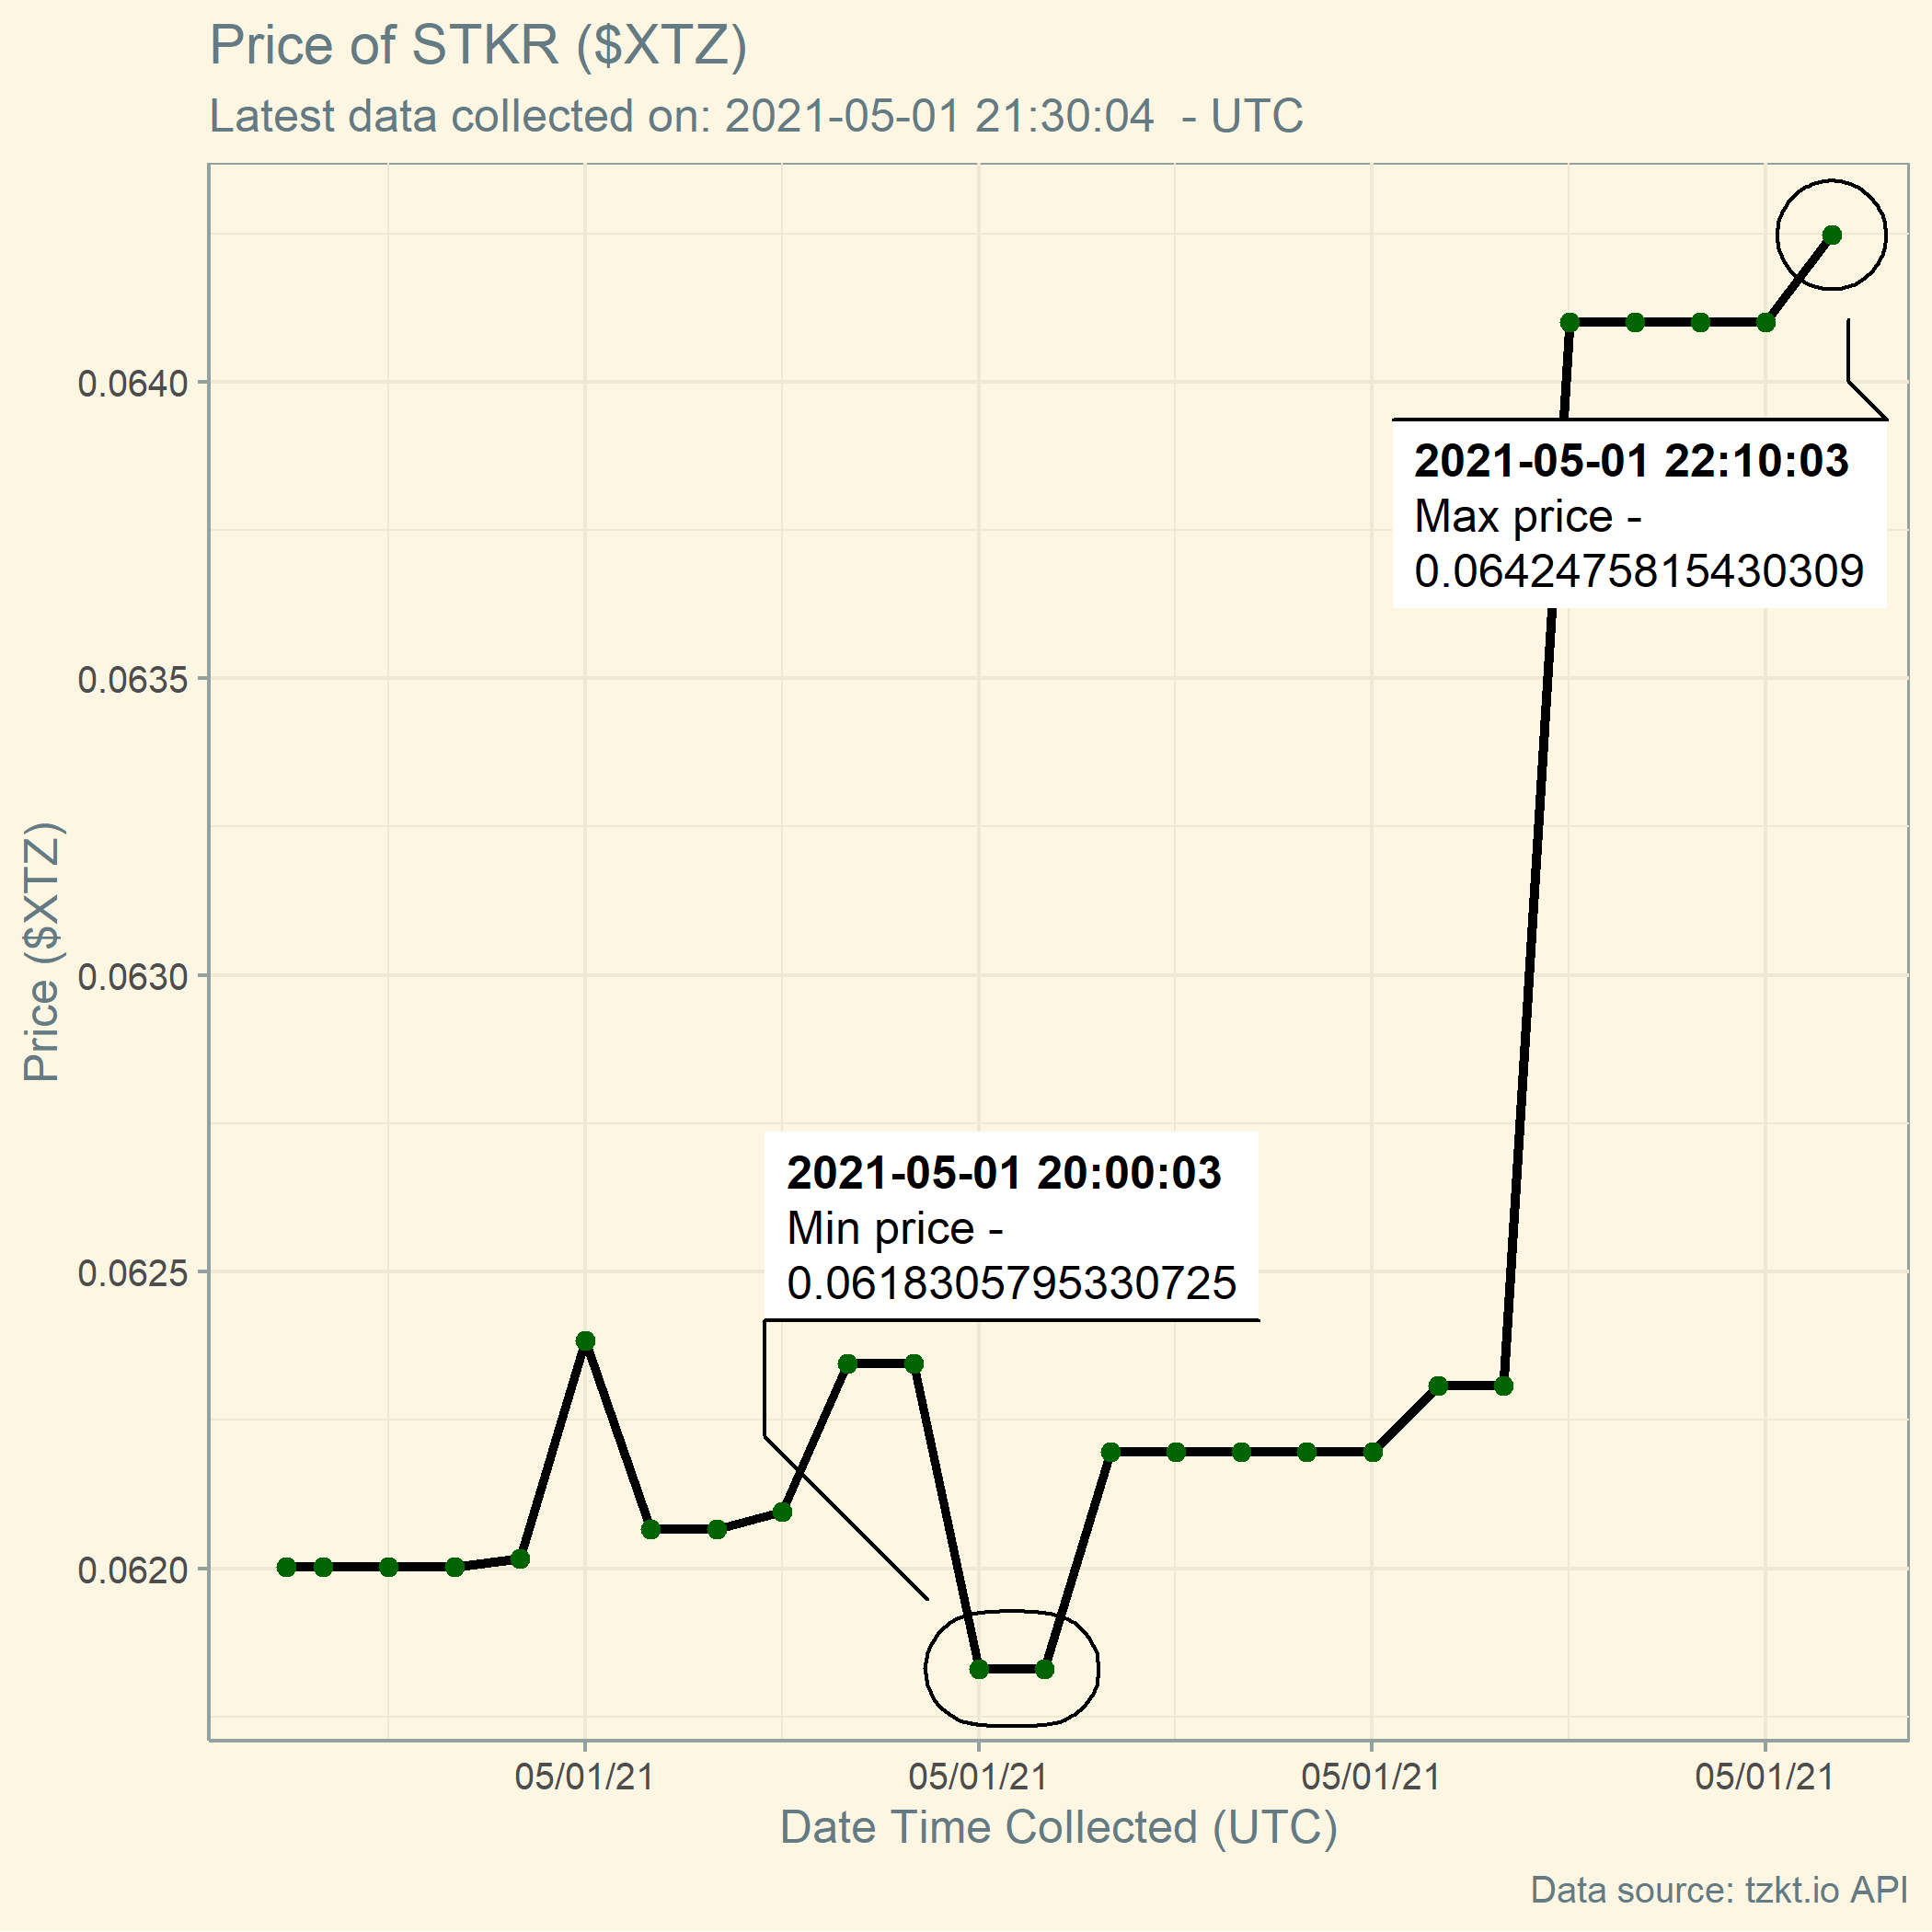 Price of STKR ($XTZ)
Latest data collected on: 2021-05-01 21:30:04  - UTC
0.0640
0.0635
0.0630
0.0625
0.0620
Price ($XTZ)
2021-05-01 22:10:03
Max price -
0.0642475815430309
2021-05-01 20:00:03
Min price -
0.0618305795330725
05/01/21
05/01/21
05/01/21
05/01/21
Date Time Collected (UTC)
Data source: tzkt.io API